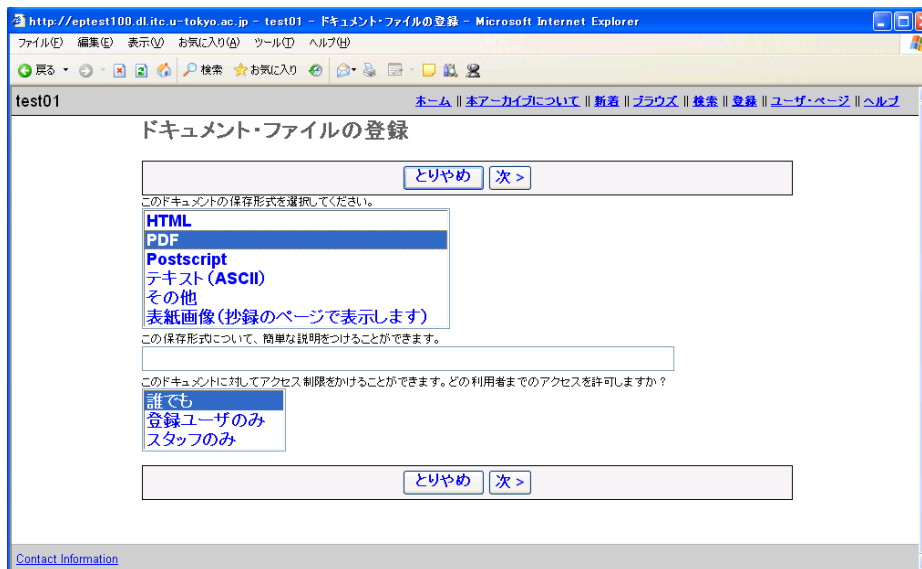 http://eptest100.dl.itc.u-tokyo.ac.jp - test01 - ドキュメント・ファイルの登録 - Microsoft Internet Explorer
ファイル(F) 編集(E) 表示(V) お気に入り(A) ツール(T) ヘルプ(H)
戻る 検索 お気に入り
test01 ホーム || 本アーカイブについて || 新着 || ブラウズ || 検索 || 登録 || ユーザ・ページ || ヘルプ
ドキュメント・ファイルの登録
とりやめ 次 >
このドキュメントの保存形式を選択してください。
HTML
PDF
Postscript
テキスト(ASCII)
その他
表紙画像(抄録のページで表示します)
この保存形式について、簡単な説明をつけることができます。
このドキュメントに対してアクセス制限をかけることができます。どの利用者までのアクセスを許可しますか?
誰でも
登録ユーザのみ
スタッフのみ
とりやめ 次 >
Contact Information